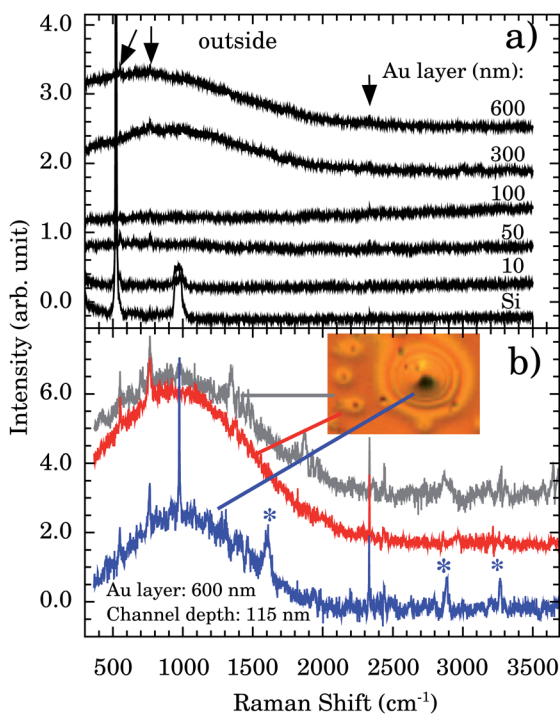 a)
outside
Au layer (nm):
4.0
3.0
2.0
1.0
0.0
600
300
100
50
10
Si
Intensity (arb. unit)
b)
6.0
4.0
2.0
0.0
*
*
*
Au layer: 600 nm
Channel depth: 115 nm
500 1000 1500 2000 2500 3000 3500
Raman Shift (cm-1)